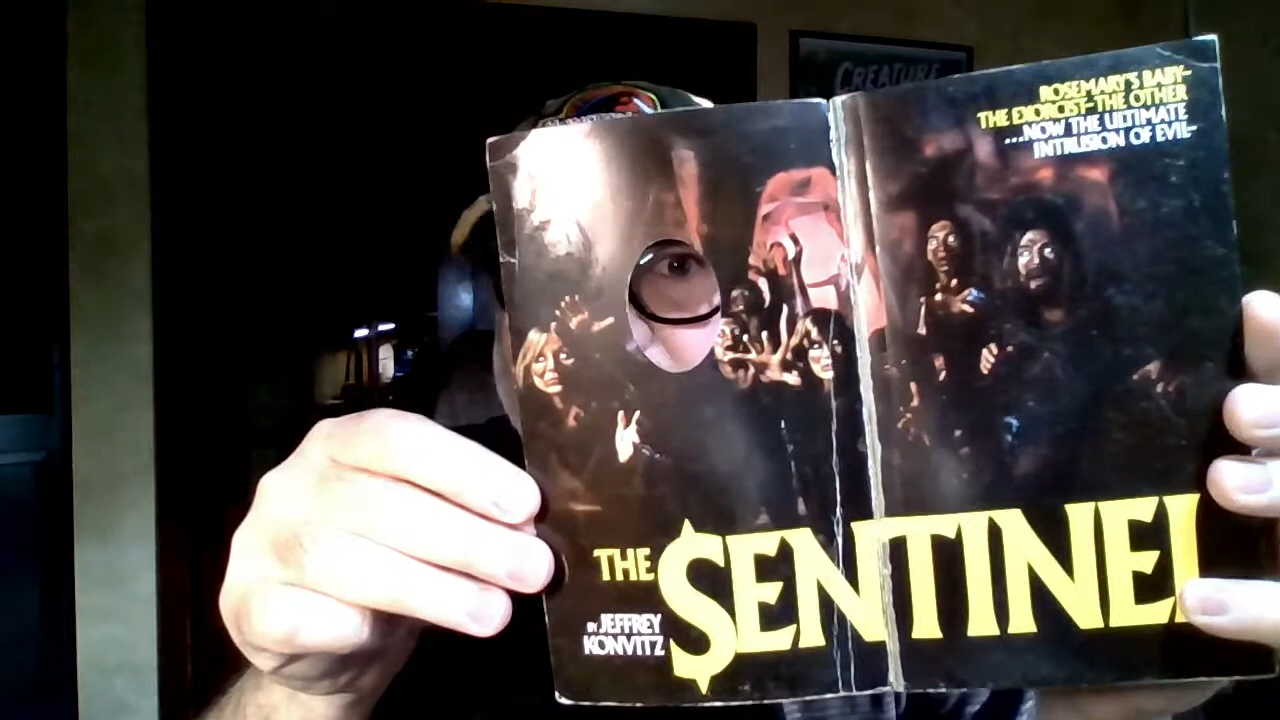 CREATURE
ROSEMARY'S BABY-
THE EXORCIST-THE OTHER
...NOW THE ULTIMATE
INTRUSION OF EVIL-
THE SENTINEL
BY JEFFREY
KONVITZ